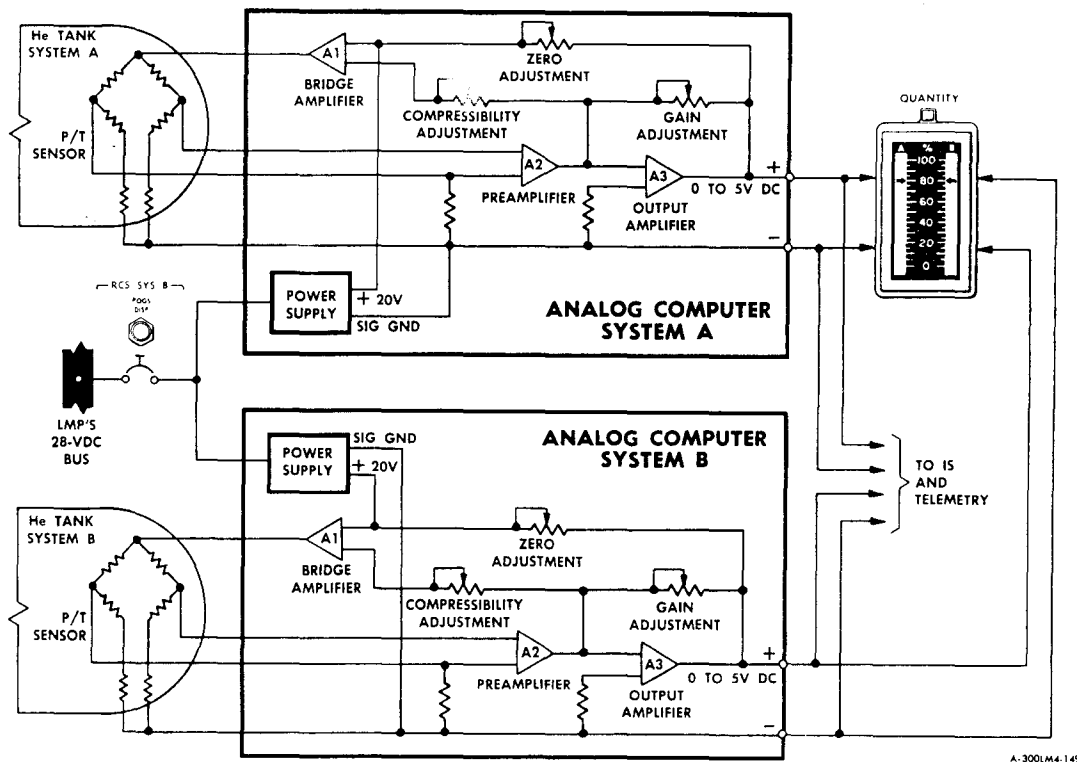 He TANK
SYSTEM A
P/T
SENSOR
A1
BRIDGE
AMPLIFIER
ZERO
ADJUSTMENT
COMPRESSIBILITY
ADJUSTMENT
GAIN
ADJUSTMENT
A2
PREAMPLIFIER
A3
OUTPUT
AMPLIFIER
+
0 TO 5V DC
−
POWER
SUPPLY
+ 20V
SIG GND
ANALOG COMPUTER
SYSTEM A
QUANTITY
A % B
100
80
60
40
20
0
RCS SYS B
PQGS
DISP
LMP'S
28-VDC
BUS
ANALOG COMPUTER
SYSTEM B
POWER
SUPPLY
SIG GND
+ 20V
TO IS
AND
TELEMETRY
He TANK
SYSTEM B
P/T
SENSOR
A1
BRIDGE
AMPLIFIER
ZERO
ADJUSTMENT
COMPRESSIBILITY
ADJUSTMENT
GAIN
ADJUSTMENT
A2
PREAMPLIFIER
A3
OUTPUT
AMPLIFIER
+
0 TO 5V DC
−